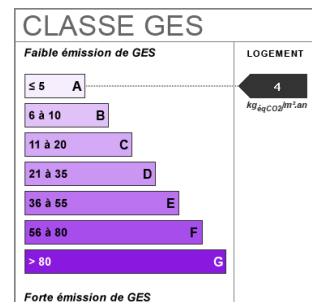 CLASSE GES
Faible émission de GES
LOGEMENT
≤ 5 A
4
kgéqCO2/m².an
6 à 10 B
11 à 20 C
21 à 35 D
36 à 55 E
56 à 80 F
> 80 G
Forte émission de GES